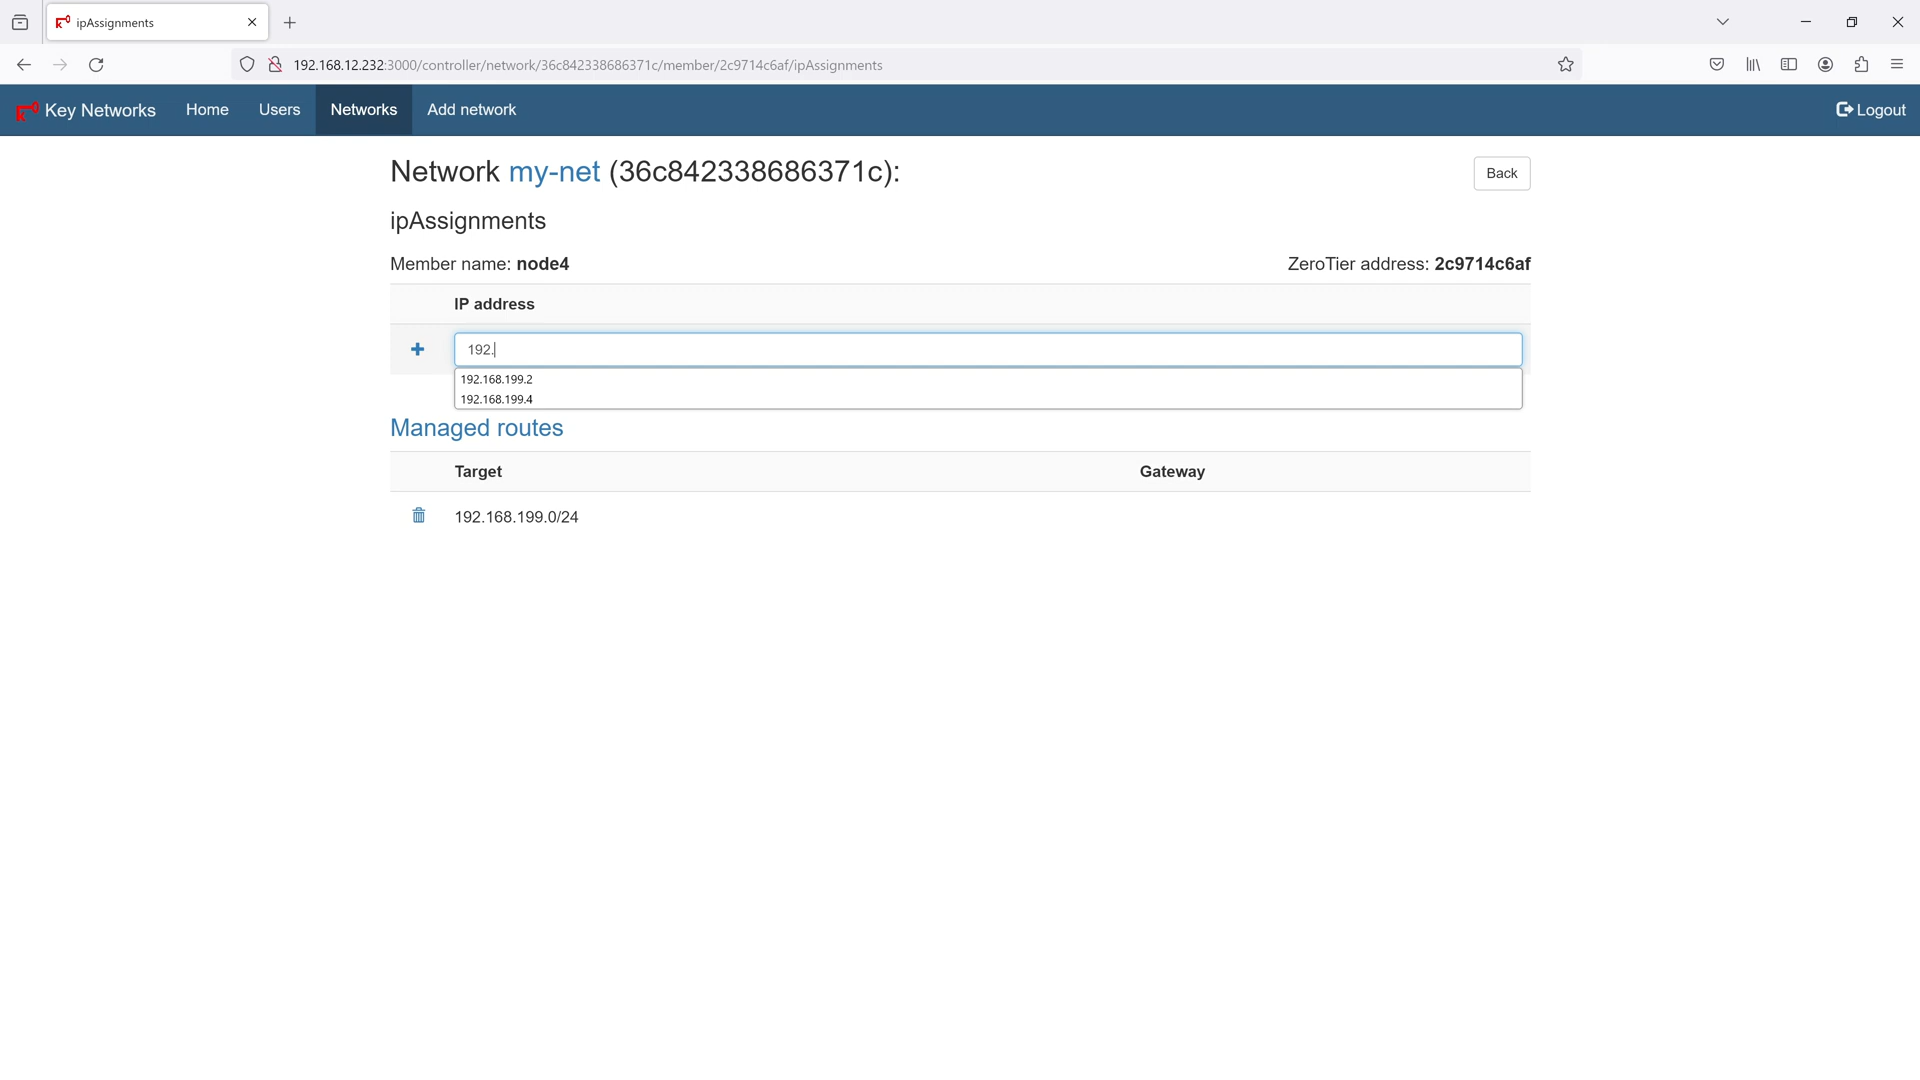 ipAssignments
192.168.12.232:3000/controller/network/36c842338686371c/member/2c9714c6af/ipAssignments
Key Networks Home Users Networks Add network Logout
Network my-net (36c842338686371c): Back
ipAssignments
Member name: node4 ZeroTier address: 2c9714c6af
IP address
192.
192.168.199.2
192.168.199.4
Managed routes
Target Gateway
192.168.199.0/24